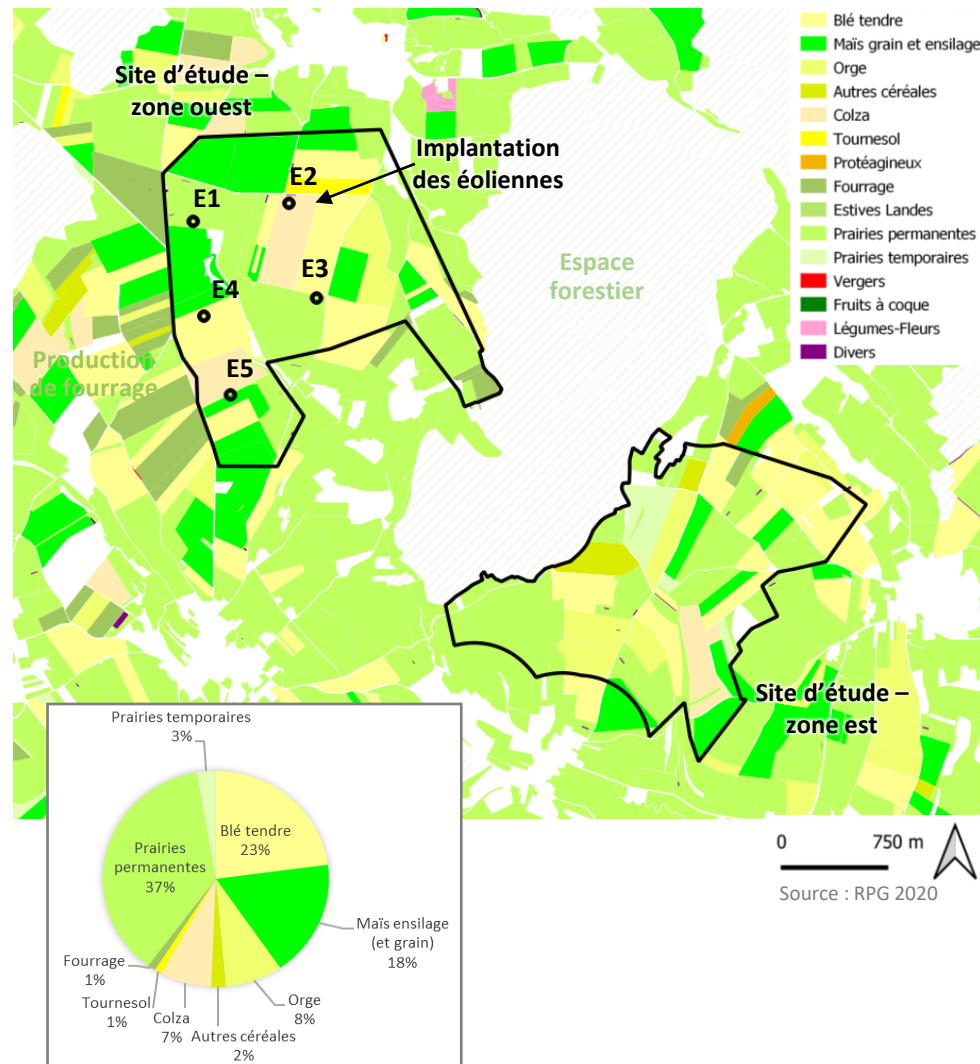 Site d'étude –
zone ouest
Implantation
des éoliennes
E1
E2
E3
E4
E5
Espace
forestier
Production
de fourrage
Site d'étude –
zone est
Blé tendre
Maïs grain et ensilage
Orge
Autres céréales
Colza
Tournesol
Protéagineux
Fourrage
Estives Landes
Prairies permanentes
Prairies temporaires
Vergers
Fruits à coque
Légumes-Fleurs
Divers
Prairies temporaires
3%
Blé tendre
23%
Prairies
permanentes
37%
Maïs ensilage
(et grain)
18%
Fourrage
1%
Tournesol
1%
Colza
7%
Autres céréales
2%
Orge
8%
0 750 m
Source : RPG 2020